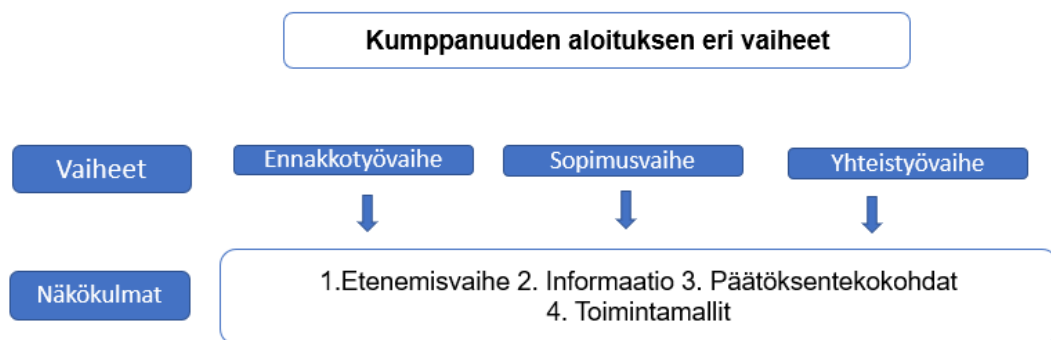 Kumppanuuden aloituksen eri vaiheet
Vaiheet
Ennakkotyövaihe
Sopimusvaihe
Yhteistyövaihe
Näkökulmat
1.Etenemisvaihe 2. Informaatio 3. Päätöksentekokohdat
4. Toimintamallit